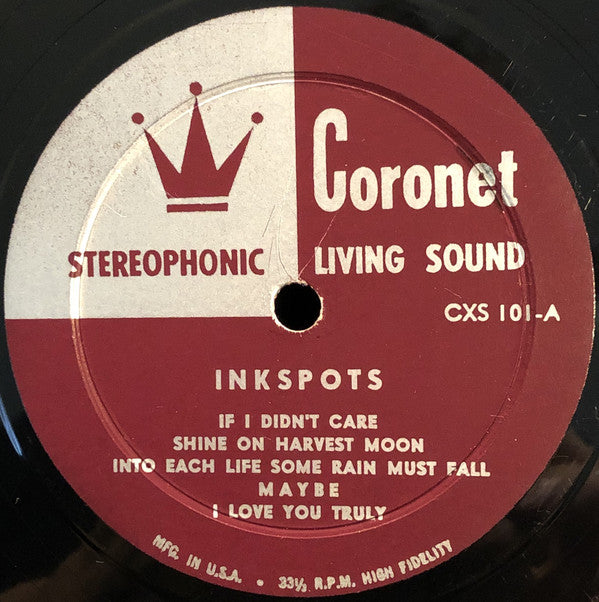 Coronet
STEREOPHONIC LIVING SOUND
CXS 101-A
INKSPOTS
IF I DIDN'T CARE
SHINE ON HARVEST MOON
INTO EACH LIFE SOME RAIN MUST FALL
MAYBE
I LOVE YOU TRULY
MFG. IN U.S.A. • 33⅓ R.P.M. HIGH FIDELITY